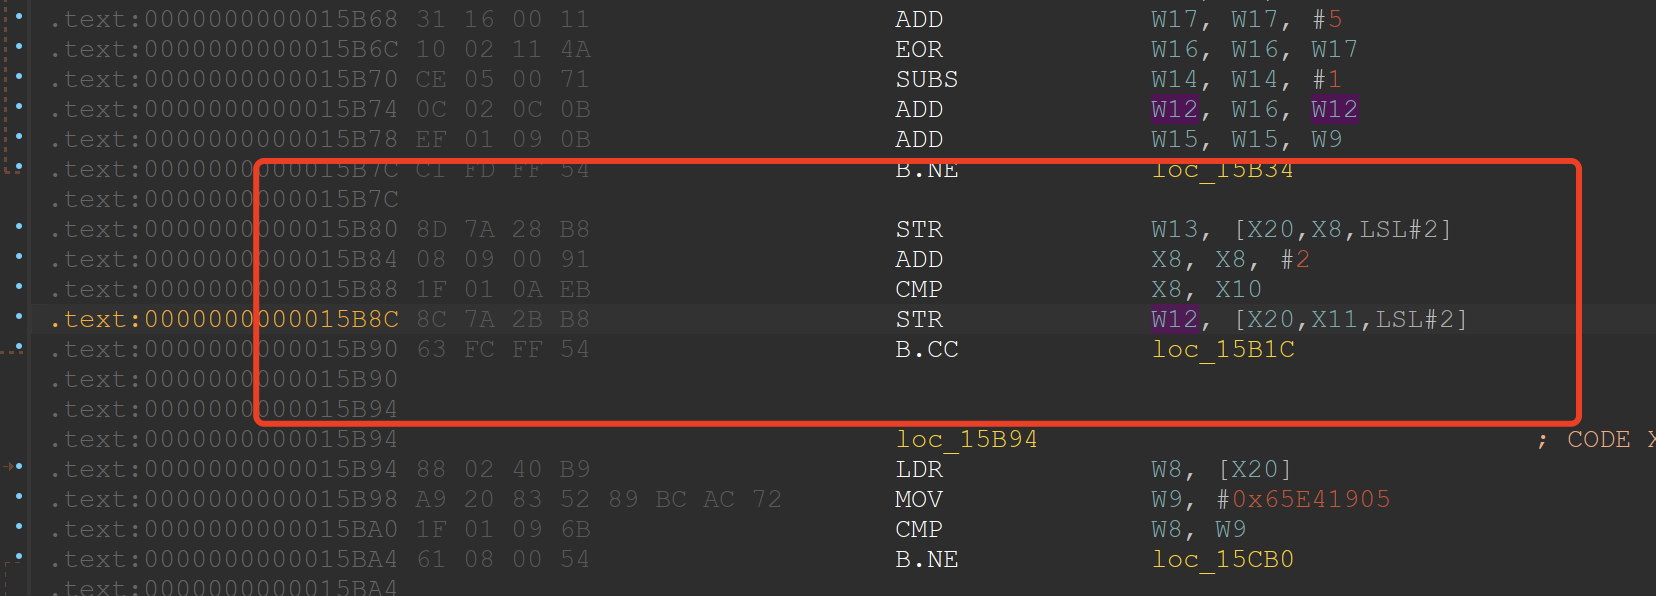 .text:0000000000015B68 31 16 00 11 ADD W17, W17, #5
.text:0000000000015B6C 10 02 11 4A EOR W16, W16, W17
.text:0000000000015B70 CE 05 00 71 SUBS W14, W14, #1
.text:0000000000015B74 0C 02 0C 0B ADD W12, W16, W12
.text:0000000000015B78 EF 01 09 0B ADD W15, W15, W9
.text:0000000000015B7C C1 FD FF 54 B.NE loc_15B34
.text:0000000000015B7C
.text:0000000000015B80 8D 7A 28 B8 STR W13, [X20,X8,LSL#2]
.text:0000000000015B84 08 09 00 91 ADD X8, X8, #2
.text:0000000000015B88 1F 01 0A EB CMP X8, X10
.text:0000000000015B8C 8C 7A 2B B8 STR W12, [X20,X11,LSL#2]
.text:0000000000015B90 63 FC FF 54 B.CC loc_15B1C
.text:0000000000015B90
.text:0000000000015B94
.text:0000000000015B94 loc_15B94 ; CODE X
.text:0000000000015B94 88 02 40 B9 LDR W8, [X20]
.text:0000000000015B98 A9 20 83 52 89 BC AC 72 MOV W9, #0x65E41905
.text:0000000000015BA0 1F 01 09 6B CMP W8, W9
.text:0000000000015BA4 61 08 00 54 B.NE loc_15CB0
.text:0000000000015BA4